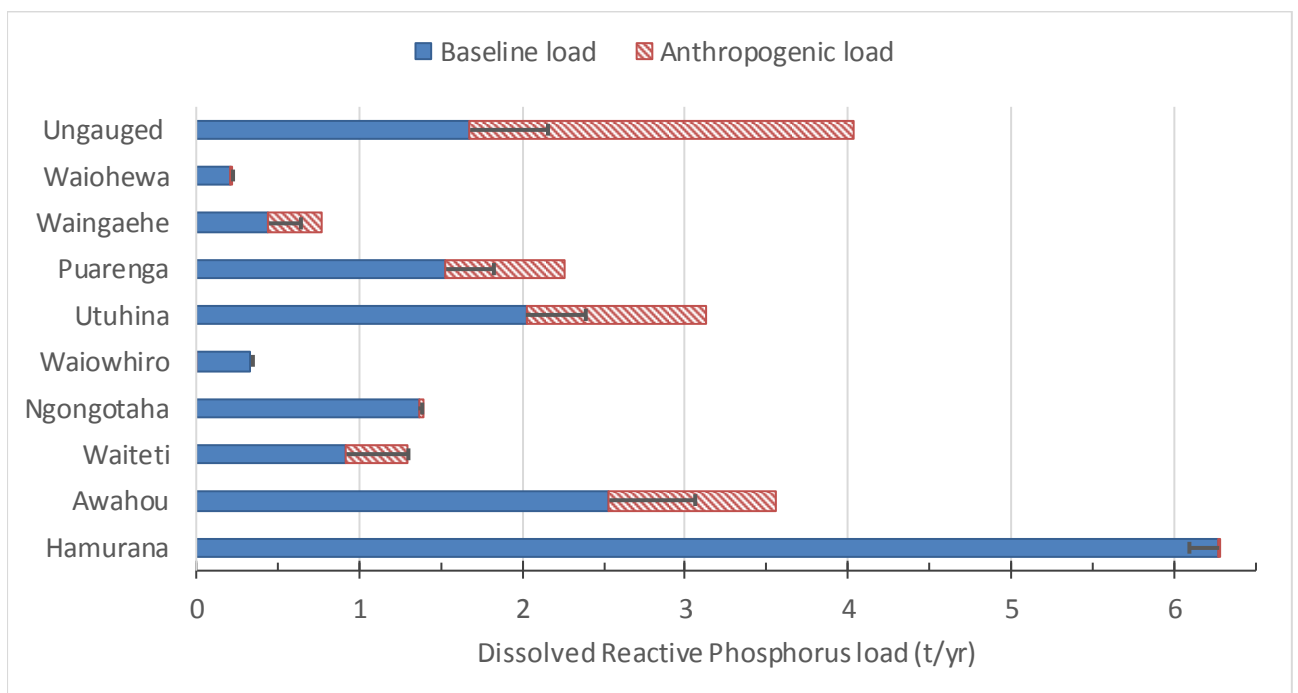 Baseline load Anthropogenic load
Ungauged
Waiohewa
Waingaehe
Puarenga
Utuhina
Waiowhiro
Ngongotaha
Waiteti
Awahou
Hamurana
0 1 2 3 4 5 6
Dissolved Reactive Phosphorus load (t/yr)